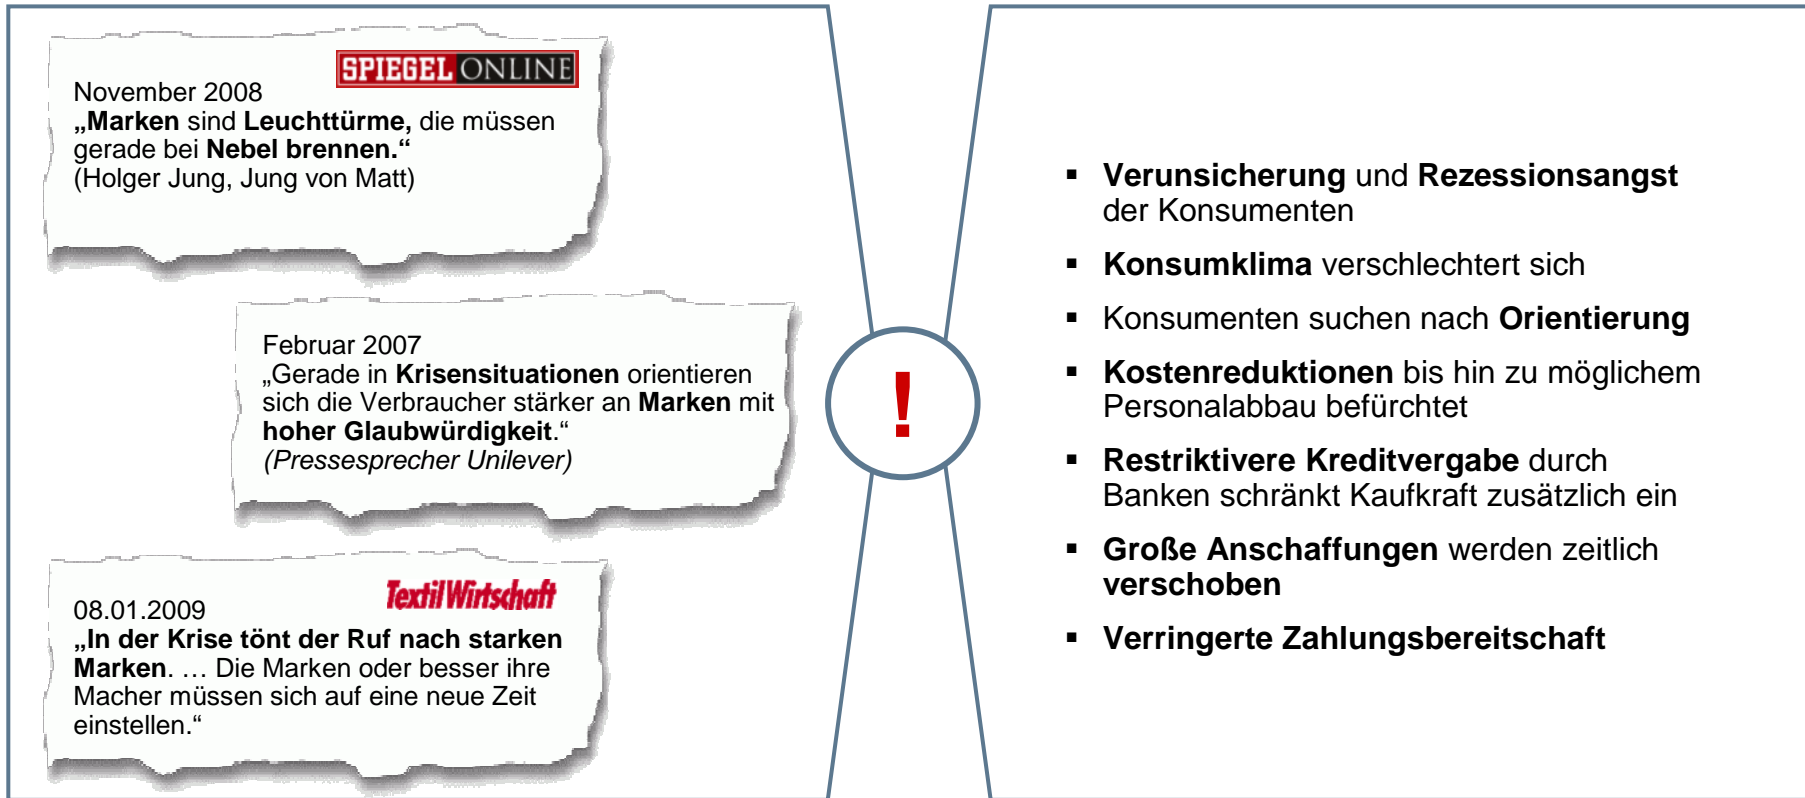 SPIEGEL ONLINE
November 2008
„Marken sind Leuchttürme, die müssen
gerade bei Nebel brennen.“
(Holger Jung, Jung von Matt)
Februar 2007
„Gerade in Krisensituationen orientieren
sich die Verbraucher stärker an Marken mit
hoher Glaubwürdigkeit.“
(Pressesprecher Unilever)
TextilWirtschaft
08.01.2009
„In der Krise tönt der Ruf nach starken
Marken. … Die Marken oder besser ihre
Macher müssen sich auf eine neue Zeit
einstellen.“
!
▪ Verunsicherung und Rezessionsangst
der Konsumenten
▪ Konsumklima verschlechtert sich
▪ Konsumenten suchen nach Orientierung
▪ Kostenreduktionen bis hin zu möglichem
Personalabbau befürchtet
▪ Restriktivere Kreditvergabe durch
Banken schränkt Kaufkraft zusätzlich ein
▪ Große Anschaffungen werden zeitlich
verschoben
▪ Verringerte Zahlungsbereitschaft